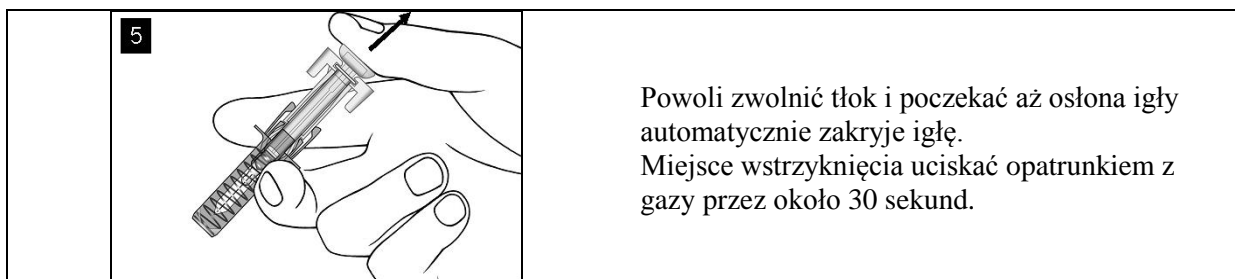 5
Powoli zwolnić tłok i poczekać aż osłona igły
automatycznie zakryje igłę.
Miejsce wstrzyknięcia uciskać opatrunkiem z
gazy przez około 30 sekund.